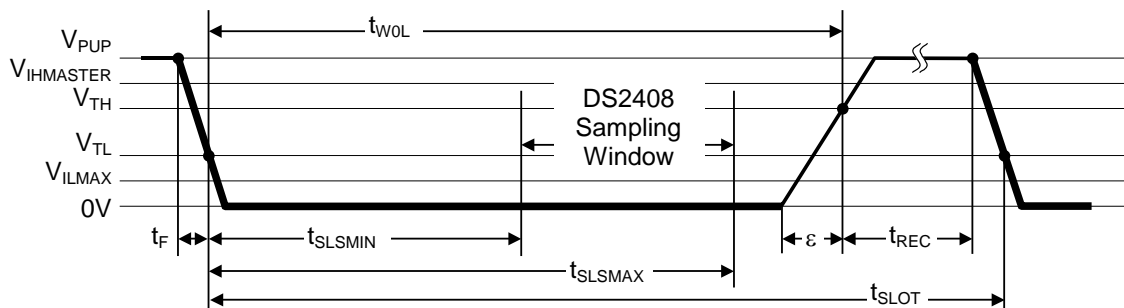 tW0L
VPUP
VIHMASTER
VTH
VTL
VILMAX
0V
DS2408
Sampling
Window
tF
tSLSMIN
ε
tREC
tSLSMAX
tSLOT